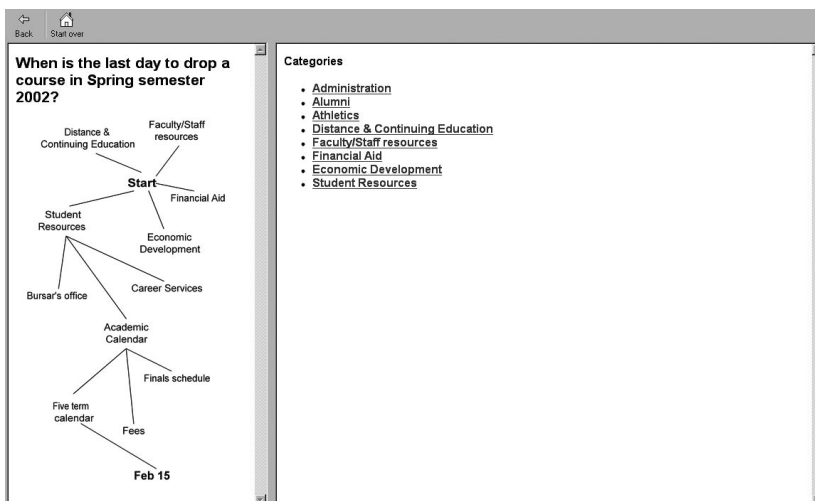 Back
Start over
When is the last day to drop a
course in Spring semester
2002?
Distance &
Continuing Education
Faculty/Staff
resources
Start
Financial Aid
Student
Resources
Economic
Development
Bursar's office
Career Services
Academic
Calendar
Finals schedule
Five term
calendar
Fees
Feb 15
Categories
• Administration
• Alumni
• Athletics
• Distance & Continuing Education
• Faculty/Staff resources
• Financial Aid
• Economic Development
• Student Resources